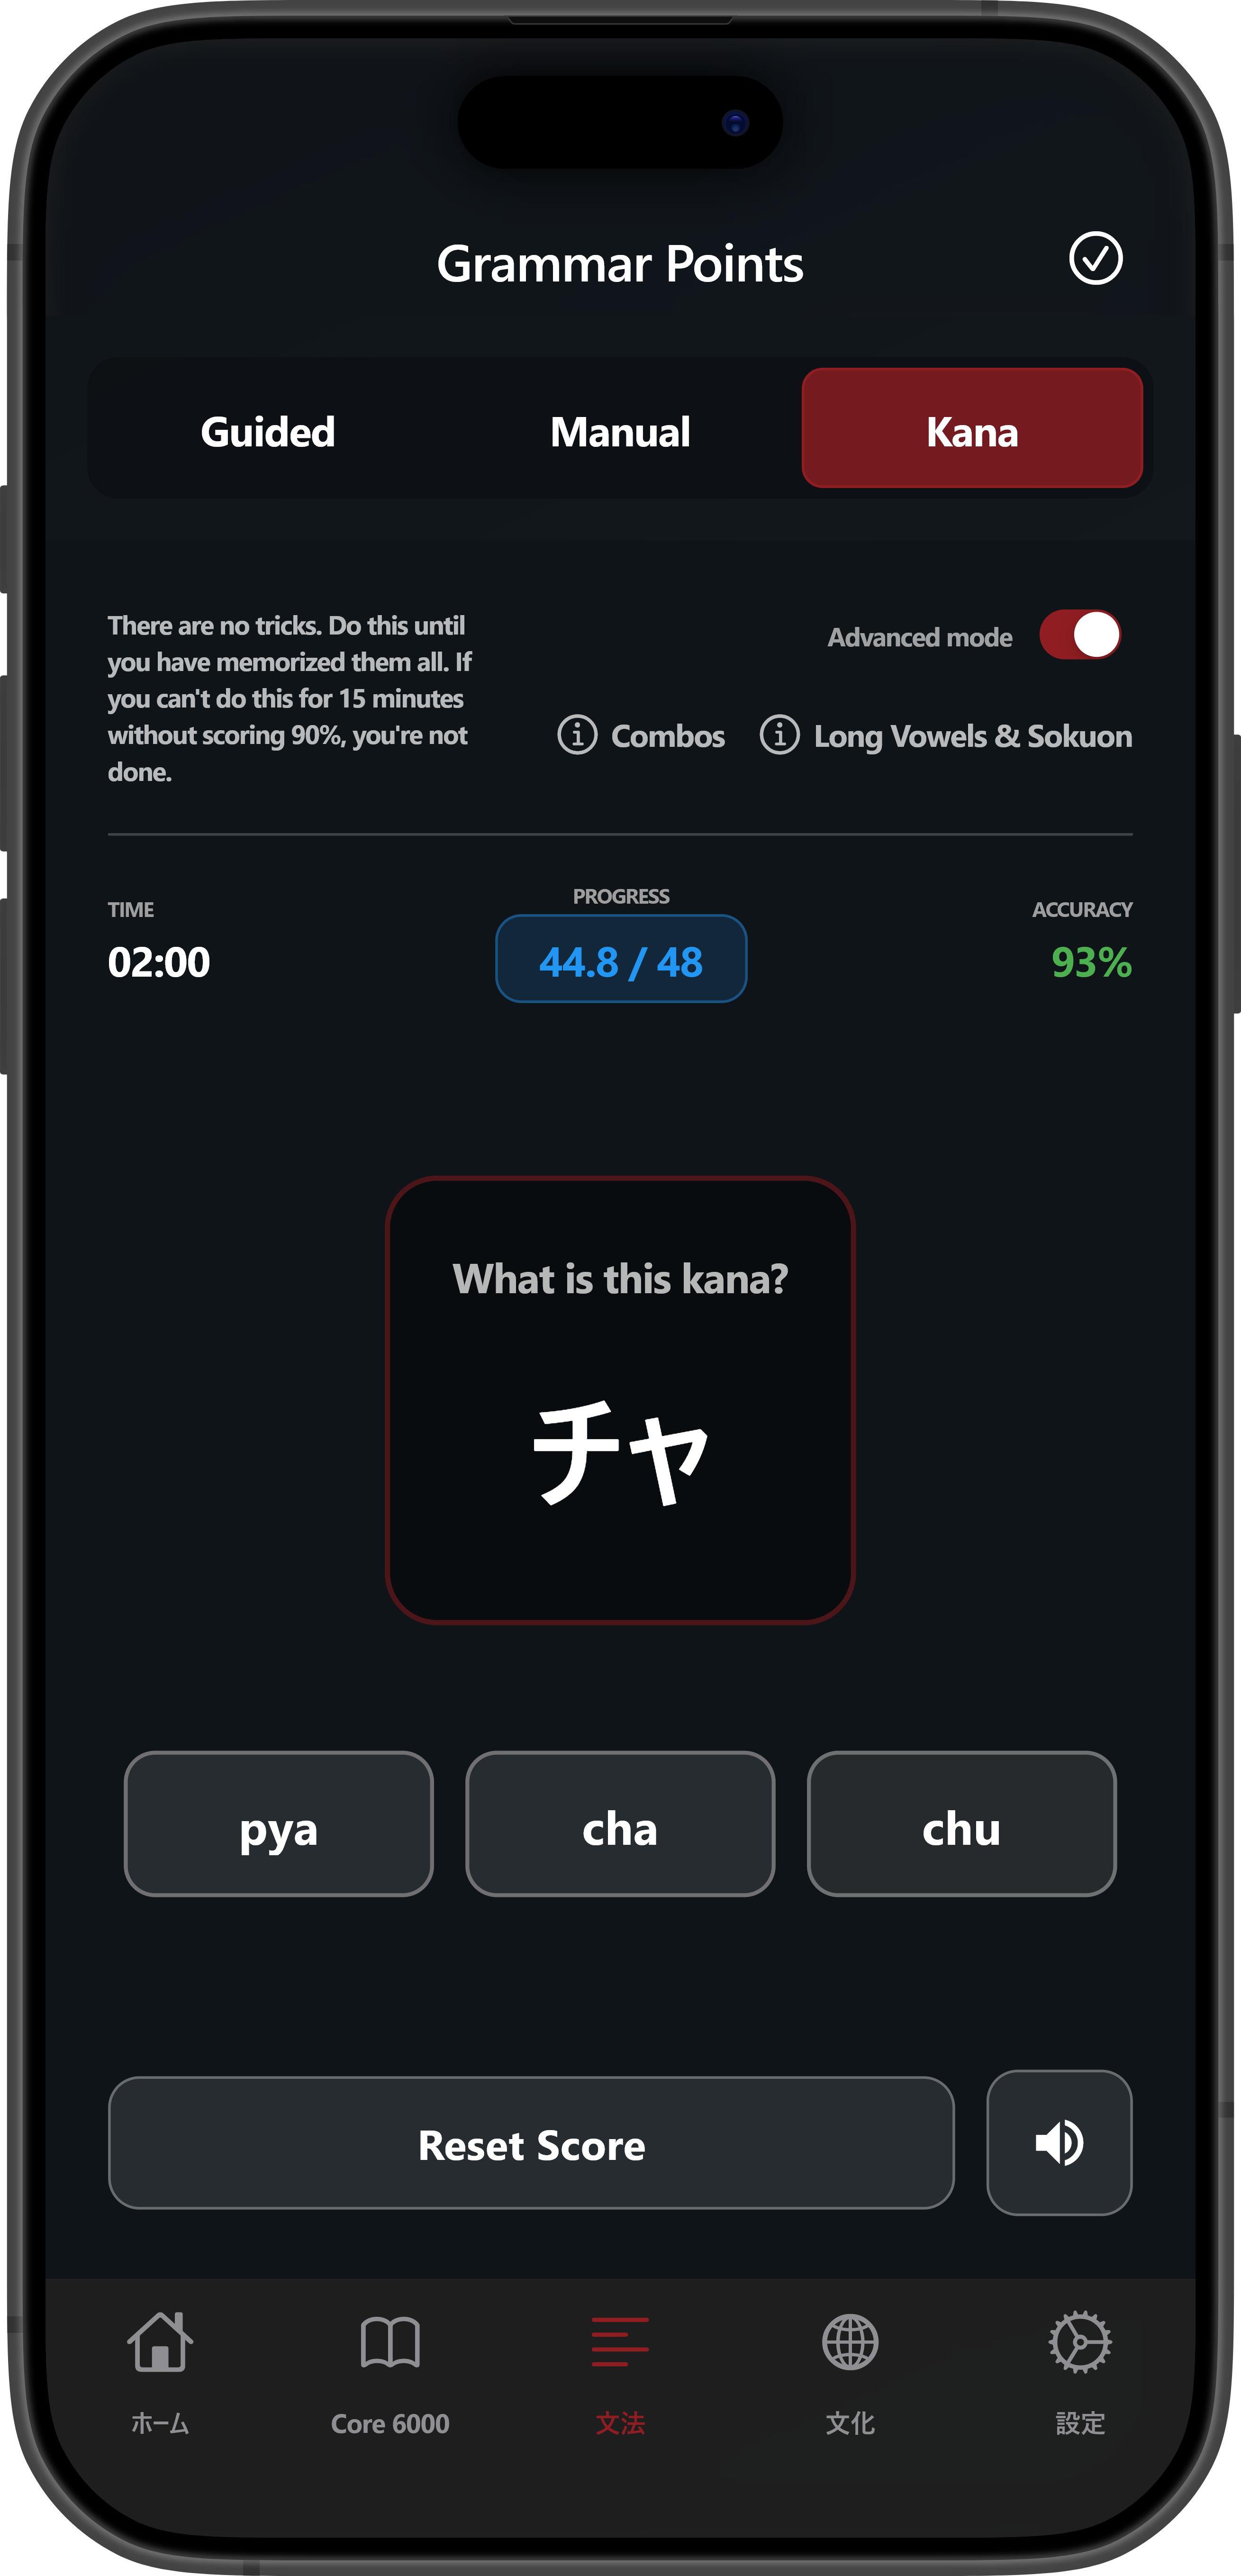 Grammar Points
Guided
Manual
Kana
There are no tricks. Do this until
you have memorized them all. If
you can't do this for 15 minutes
without scoring 90%, you're not
done.
Advanced mode
Combos
Long Vowels & Sokuon
TIME
02:00
PROGRESS
44.8 / 48
ACCURACY
93%
What is this kana?
チャ
pya
cha
chu
Reset Score
ホーム
Core 6000
文法
文化
設定